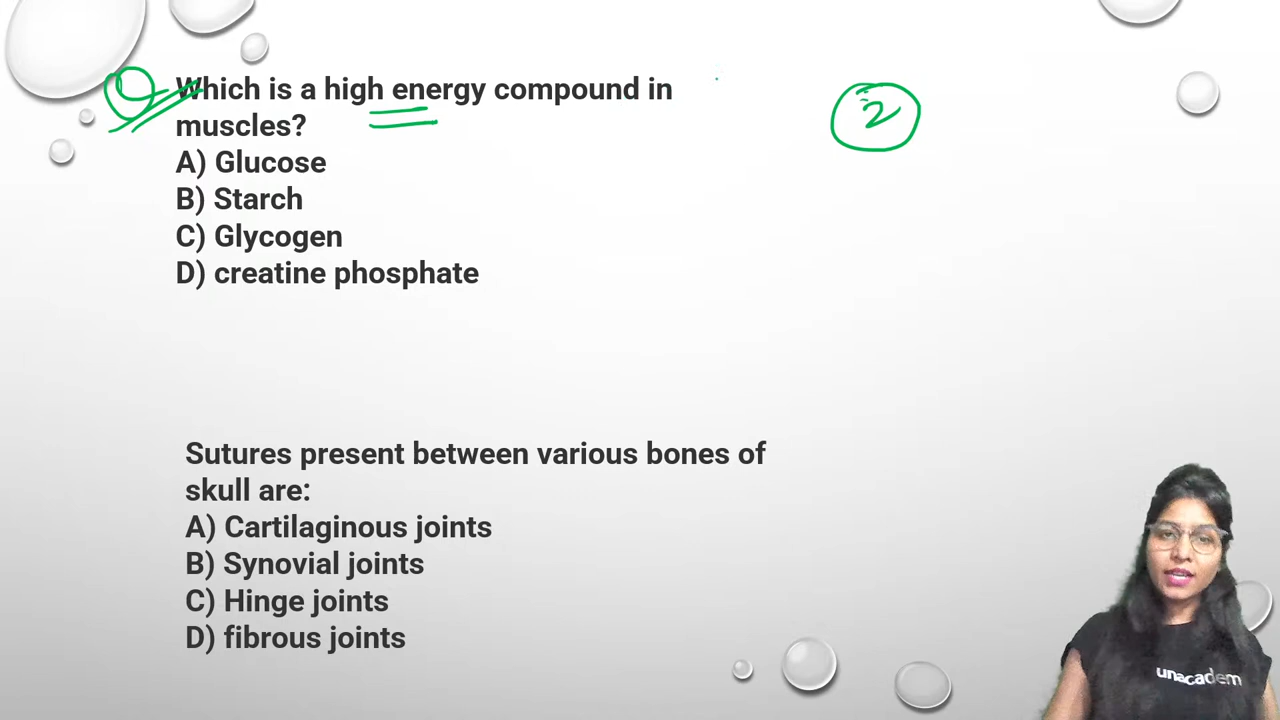 Which is a high energy compound in
muscles?
A) Glucose
B) Starch
C) Glycogen
D) creatine phosphate
2
Sutures present between various bones of
skull are:
A) Cartilaginous joints
B) Synovial joints
C) Hinge joints
D) fibrous joints
unacadem